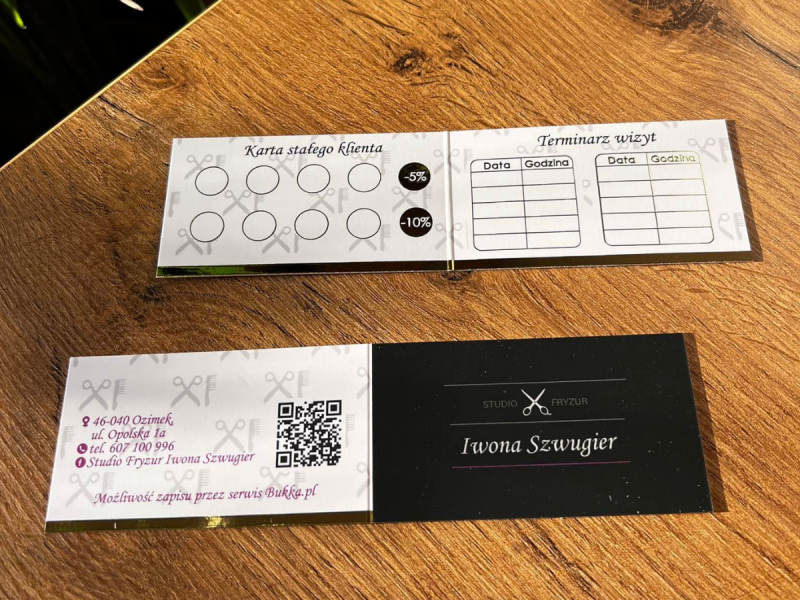 Karta stałego klienta
-5%
-10%
Terminarz wizyt
Data Godzina
Data Godzina
46-040 Ozimek,
ul. Opolska 1a
tel. 607 100 996
Studio Fryzur Iwona Szwugier
Możliwość zapisu przez serwis Bukka.pl
STUDIO FRYZUR
Iwona Szwugier